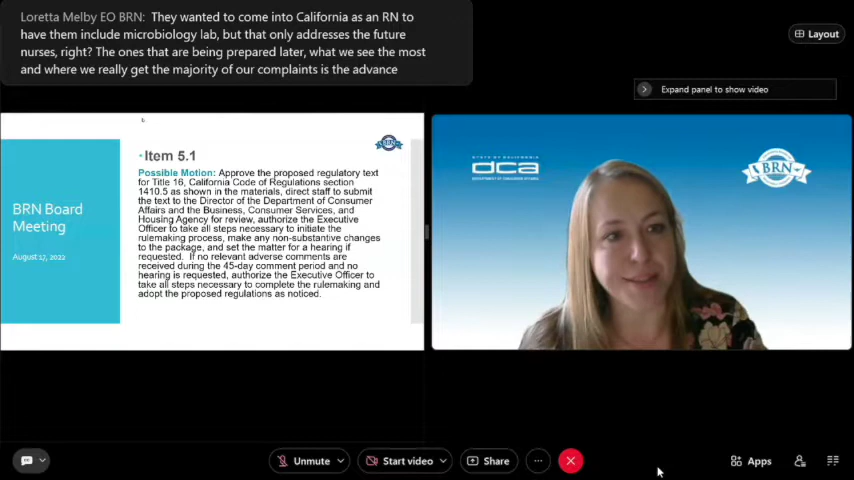 Loretta Melby EO BRN: They wanted to come into California as an RN to
have them include microbiology lab, but that only addresses the future
nurses, right? The ones that are being prepared later, what we see the most
and where we really get the majority of our complaints is the advance
Layout
Expand panel to show video
BRN Board
Meeting
August 17, 2022
BRN
•Item 5.1
Possible Motion: Approve the proposed regulatory text
for Title 16, California Code of Regulations section
1410.5 as shown in the materials, direct staff to submit
the text to the Director of the Department of Consumer
Affairs and the Business, Consumer Services, and
Housing Agency for review, authorize the Executive
Officer to take all steps necessary to initiate the
rulemaking process, make any non-substantive changes
to the package, and set the matter for a hearing if
requested. If no relevant adverse comments are
received during the 45-day comment period and no
hearing is requested, authorize the Executive Officer to
take all steps necessary to complete the rulemaking and
adopt the proposed regulations as noticed.
STATE OF CALIFORNIA
dca
DEPARTMENT OF CONSUMER AFFAIRS
BRN
Unmute
Start video
Share
Apps